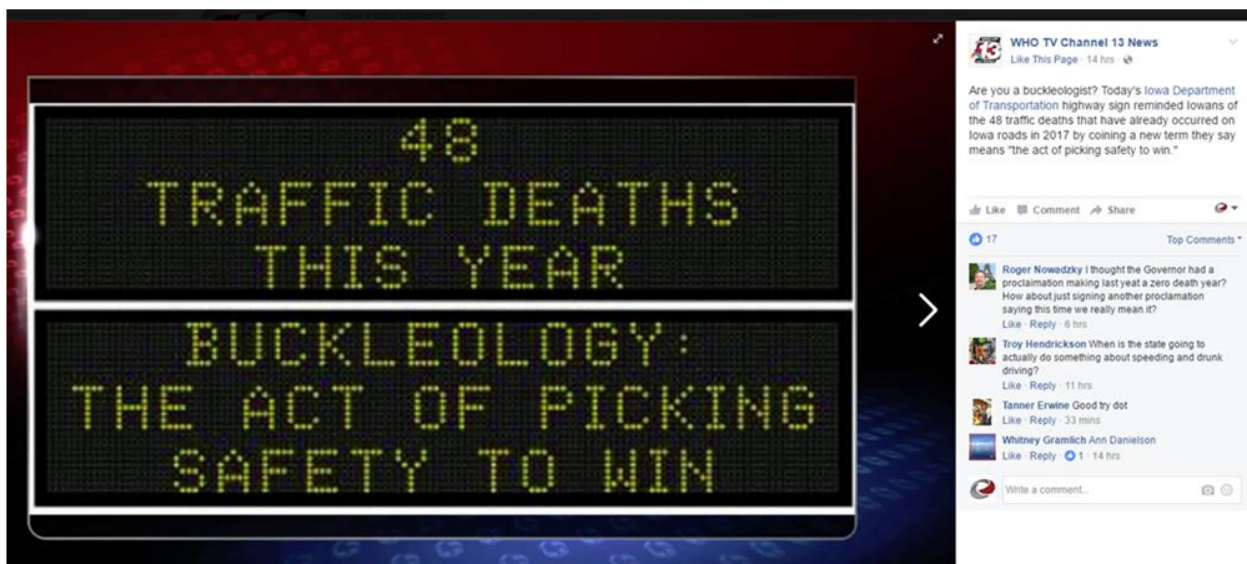 48
TRAFFIC DEATHS
THIS YEAR
BUCKLEOLOGY:
THE ACT OF PICKING
SAFETY TO WIN
13
WHO TV Channel 13 News
Like This Page · 14 hrs ·
Are you a buckleologist? Today's Iowa Department
of Transportation highway sign reminded Iowans of
the 48 traffic deaths that have already occurred on
Iowa roads in 2017 by coining a new term they say
means "the act of picking safety to win."
Like Comment Share
17 Top Comments
Roger Nowadzky I thought the Governor had a
proclaimation making last yeat a zero death year?
How about just signing another proclamation
saying this time we really mean it?
Like · Reply · 6 hrs
Troy Hendrickson When is the state going to
actually do something about speeding and drunk
driving?
Like · Reply · 11 hrs
Tanner Erwine Good try dot
Like · Reply · 33 mins
Whitney Gramlich Ann Danielson
Like · Reply · 1 · 14 hrs
Write a comment...